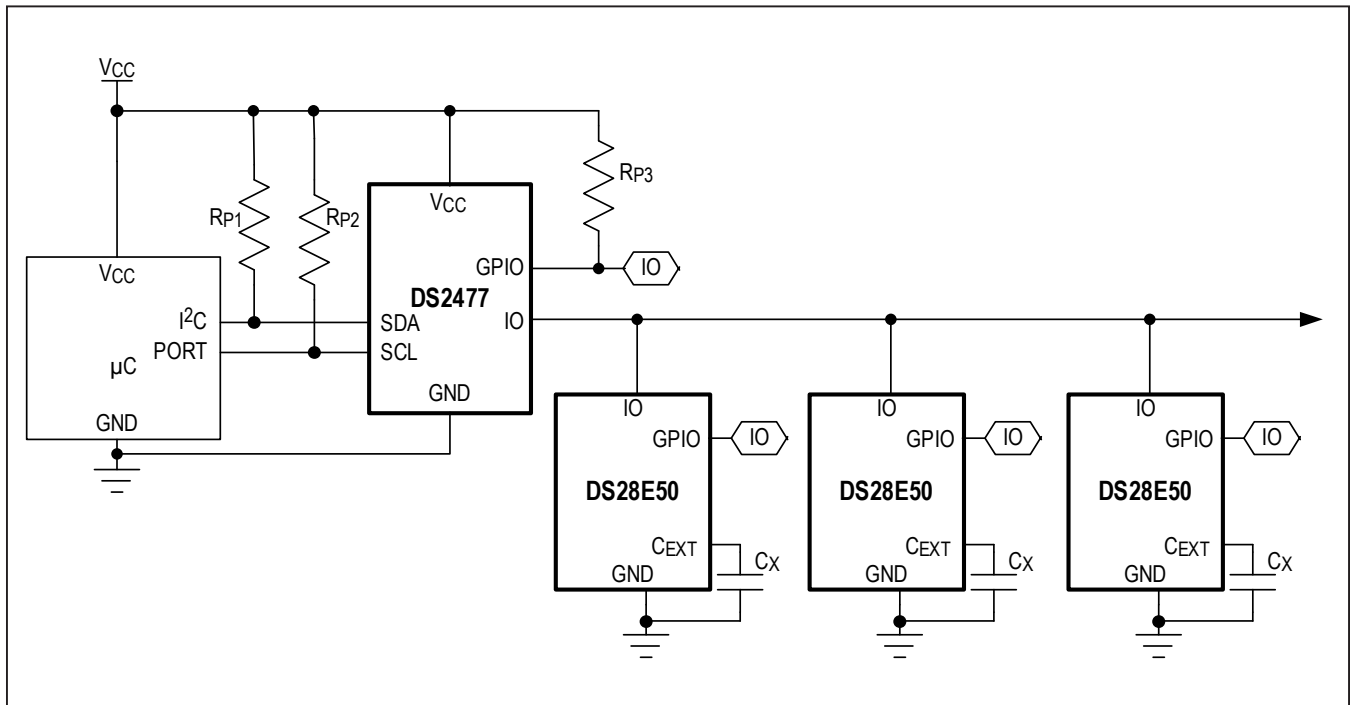 VCC
RP1
RP2
RP3
VCC
VCC
GPIO
IO
DS2477
I2C
SDA
IO
PORT
SCL
µC
GND
GND
IO
IO
IO
GPIO
IO
GPIO
IO
GPIO
IO
DS28E50
DS28E50
DS28E50
CEXT
CX
CEXT
CX
CEXT
CX
GND
GND
GND